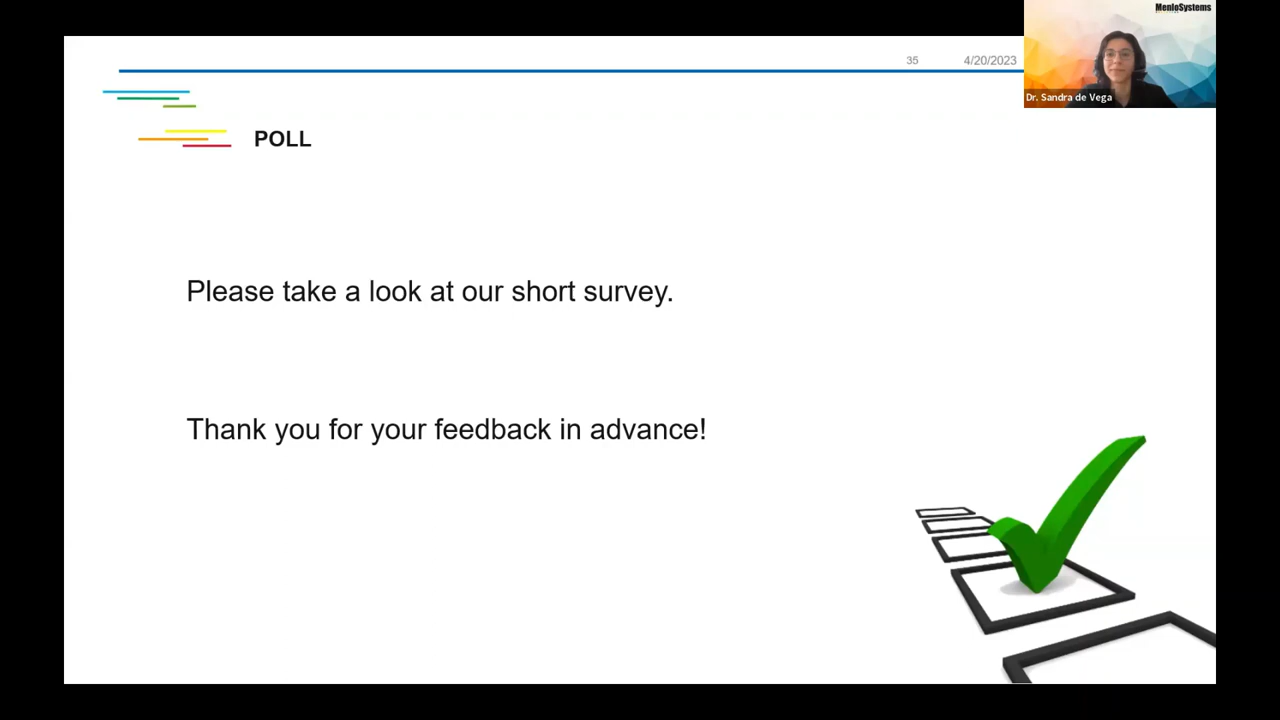 MenloSystems
35 4/20/2023
Dr. Sandra de Vega
POLL
Please take a look at our short survey.
Thank you for your feedback in advance!